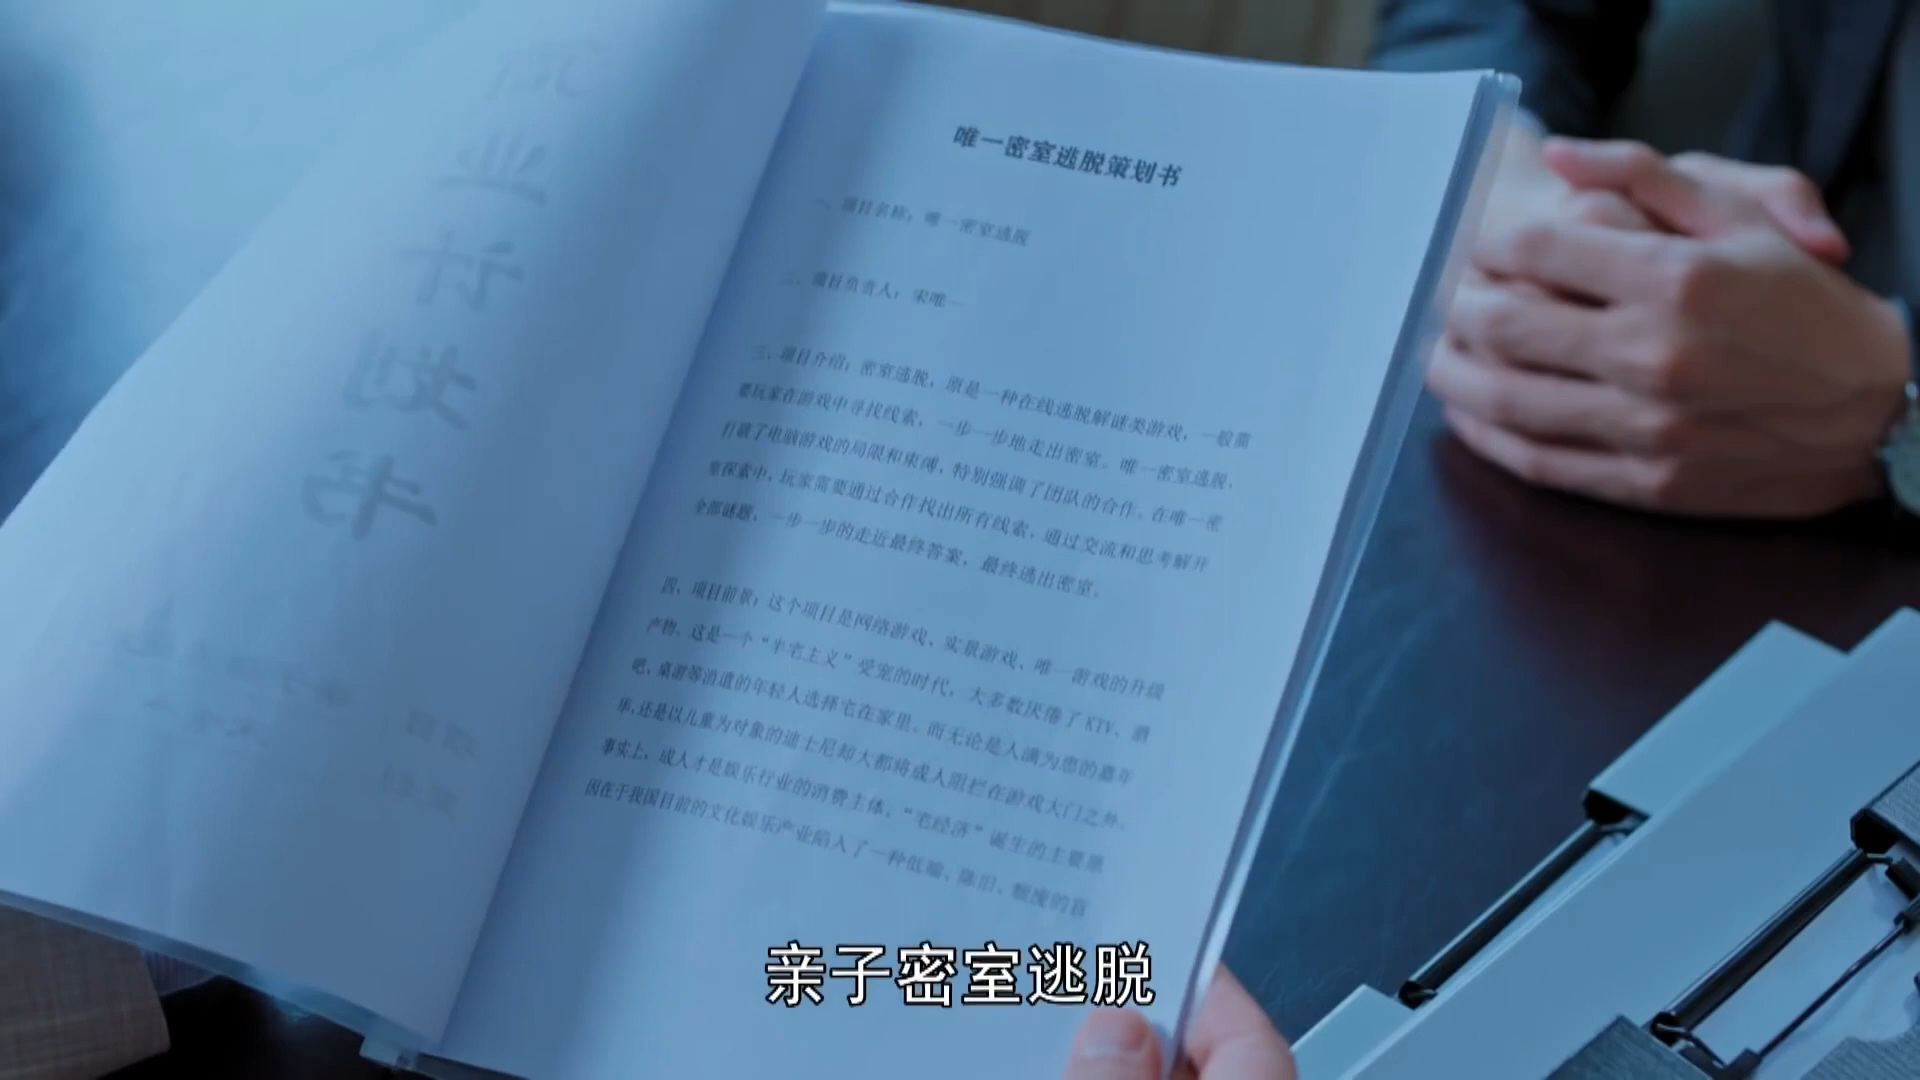 商
业
计
划
书
唯一密室逃脱策划书
一、项目名称：唯一密室逃脱
二、项目负责人：宋唯一
三、项目介绍：密室逃脱，原是一种在线逃脱解谜类游戏，一般需
要玩家在游戏中寻找线索，一步一步地走出密室。唯一密室逃脱，
打破了电脑游戏的局限和束缚，特别强调了团队的合作。在唯一密
室探索中，玩家需要通过合作找出所有线索，通过交流和思考解开
全部谜题，一步一步的走近最终答案，最终逃出密室。
四、项目前景：这个项目是网络游戏、实景游戏、唯一游戏的升级
产物。这是一个“半宅主义”受宠的时代，大多数厌倦了KTV、酒
吧、桌游等消遣的年轻人选择宅在家里。而无论是人满为患的嘉年
华，还是以儿童为对象的迪士尼却大都将成人阻拦在游戏大门之外。
事实上，成人才是娱乐行业的消费主体。“宅经济”诞生的主要原
因在于我国目前的文化娱乐产业陷入了一种低端、陈旧、颓废的
亲子密室逃脱